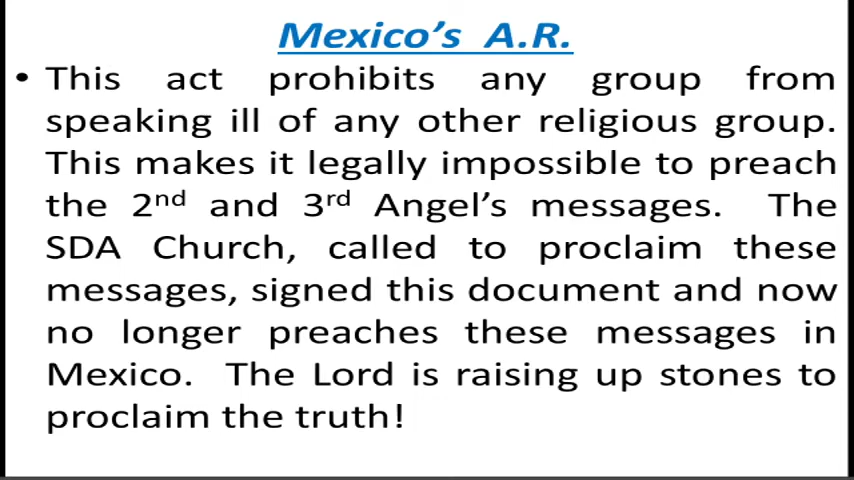 Mexico's A.R.
• This act prohibits any group from
speaking ill of any other religious group.
This makes it legally impossible to preach
the 2nd and 3rd Angel's messages. The
SDA Church, called to proclaim these
messages, signed this document and now
no longer preaches these messages in
Mexico. The Lord is raising up stones to
proclaim the truth!